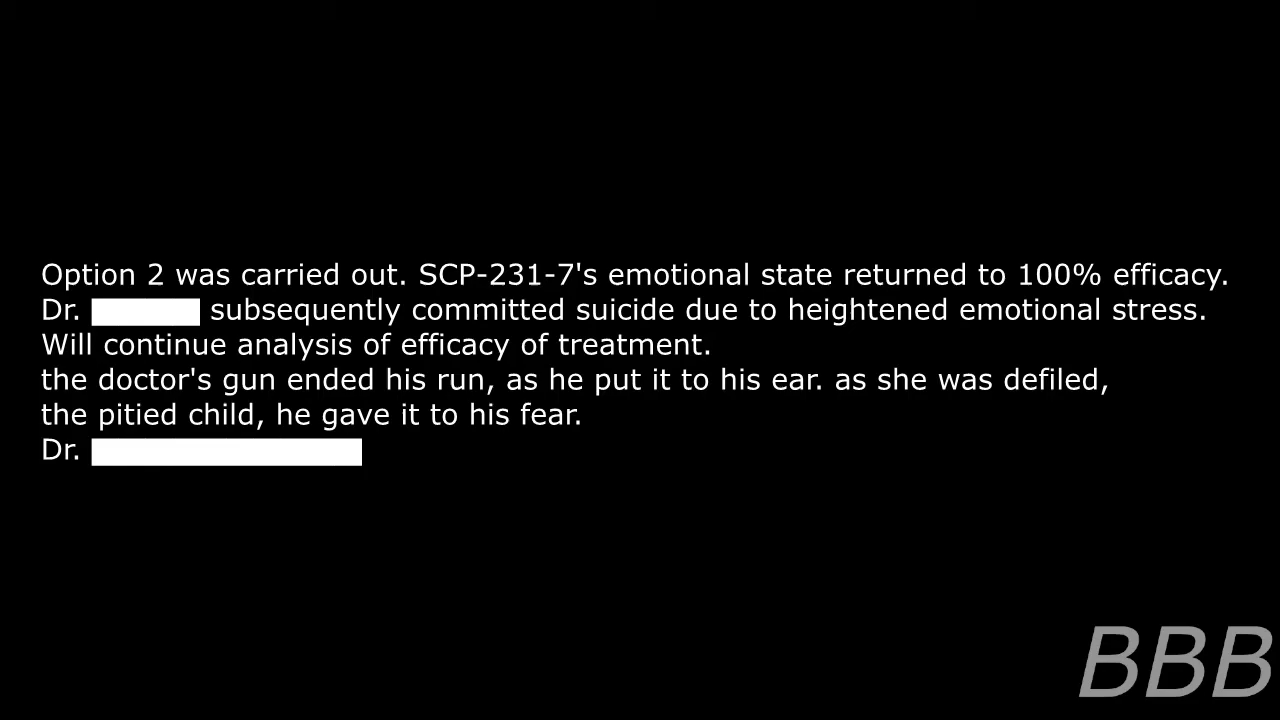 Option 2 was carried out. SCP-231-7's emotional state returned to 100% efficacy.
Dr. subsequently committed suicide due to heightened emotional stress.
Will continue analysis of efficacy of treatment.
the doctor's gun ended his run, as he put it to his ear. as she was defiled,
the pitied child, he gave it to his fear.
Dr.
BBB